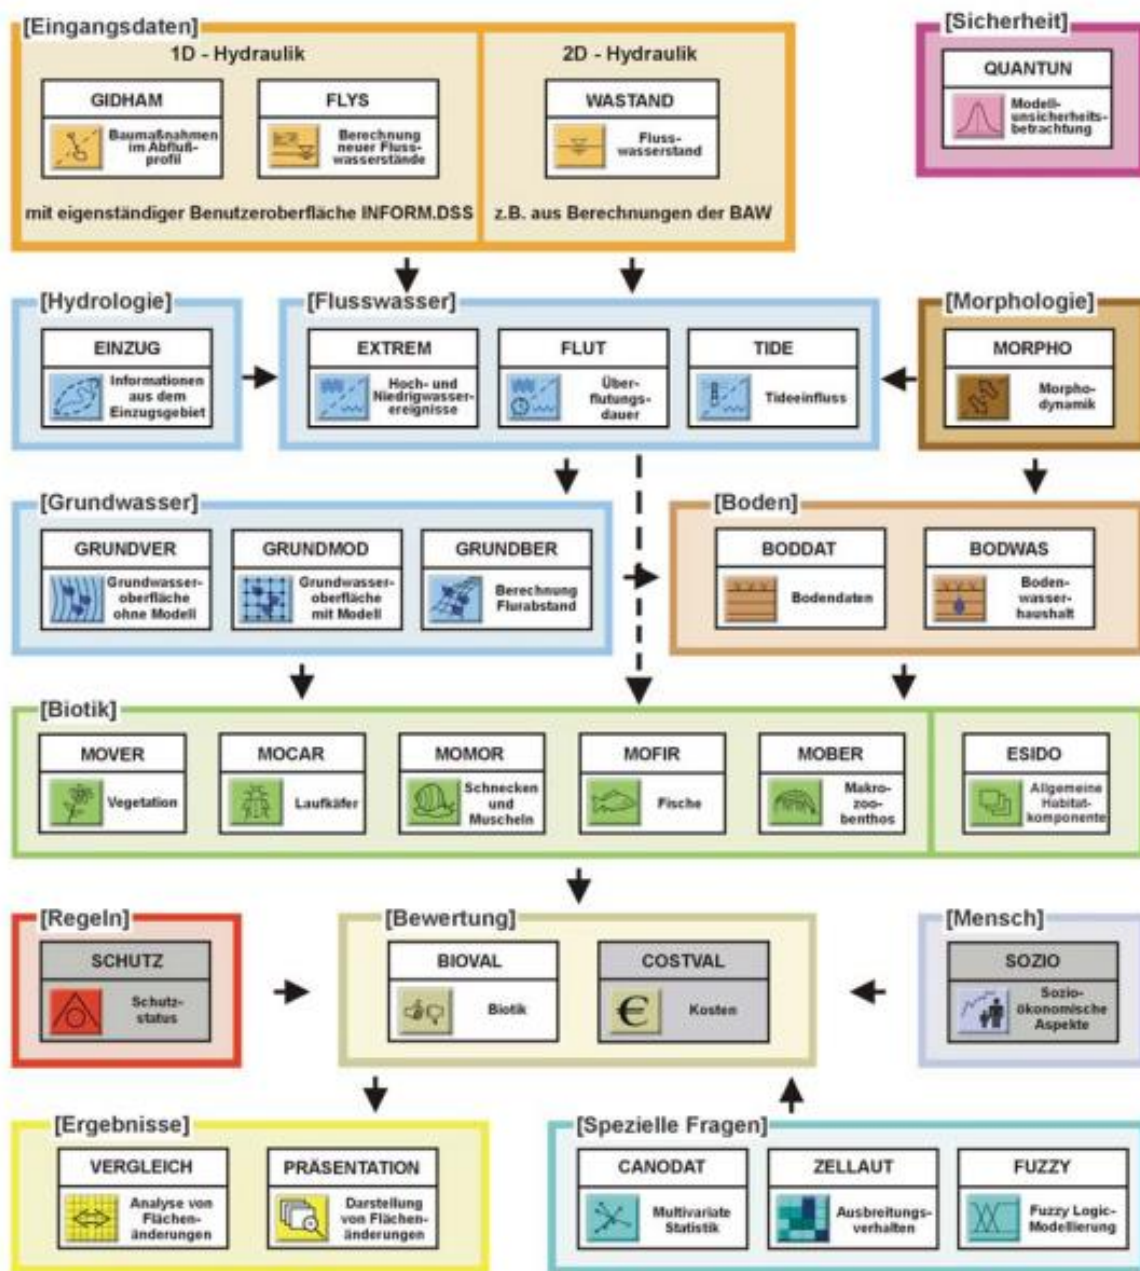 [Eingangsdaten]
1D - Hydraulik
GIDHAM
Baumaßnahmen
im Abfluß-
profil
FLYS
Berechnung
neuer Fluss-
wasserstände
mit eigenständiger Benutzeroberfläche INFORM.DSS
2D - Hydraulik
WASTAND
Fluss-
wasserstand
z.B. aus Berechnungen der BAW
[Sicherheit]
QUANTUN
Modell-
unsicherheits-
betrachtung
[Hydrologie]
EINZUG
Informationen
aus dem
Einzugsgebiet
[Flusswasser]
EXTREM
Hoch- und
Niedrigwasser-
ereignisse
FLUT
Über-
flutungs-
dauer
TIDE
Tideeinfluss
[Morphologie]
MORPHO
Morpho-
dynamik
[Grundwasser]
GRUNDVER
Grundwasser-
oberfläche
ohne Modell
GRUNDMOD
Grundwasser-
oberfläche
mit Modell
GRUNDBER
Berechnung
Flurabstand
[Boden]
BODDAT
Bodendaten
BODWAS
Boden-
wasser-
haushalt
[Biotik]
MOVER
Vegetation
MOCAR
Laufkäfer
MOMOR
Schnecken
und
Muscheln
MOFIR
Fische
MOBER
Makro-
zoo-
benthos
ESIDO
Allgemeine
Habitat-
komponente
[Regeln]
SCHUTZ
Schutz-
status
[Bewertung]
BIOVAL
Biotik
COSTVAL
€
Kosten
[Mensch]
SOZIO
Sozio-
ökonomische
Aspekte
[Ergebnisse]
VERGLEICH
Analyse von
Flächen-
änderungen
PRÄSENTATION
Darstellung
von Flächen-
änderungen
[Spezielle Fragen]
CANODAT
Multivariate
Statistik
ZELLAUT
Ausbreitungs-
verhalten
FUZZY
Fuzzy Logic-
Modellierung